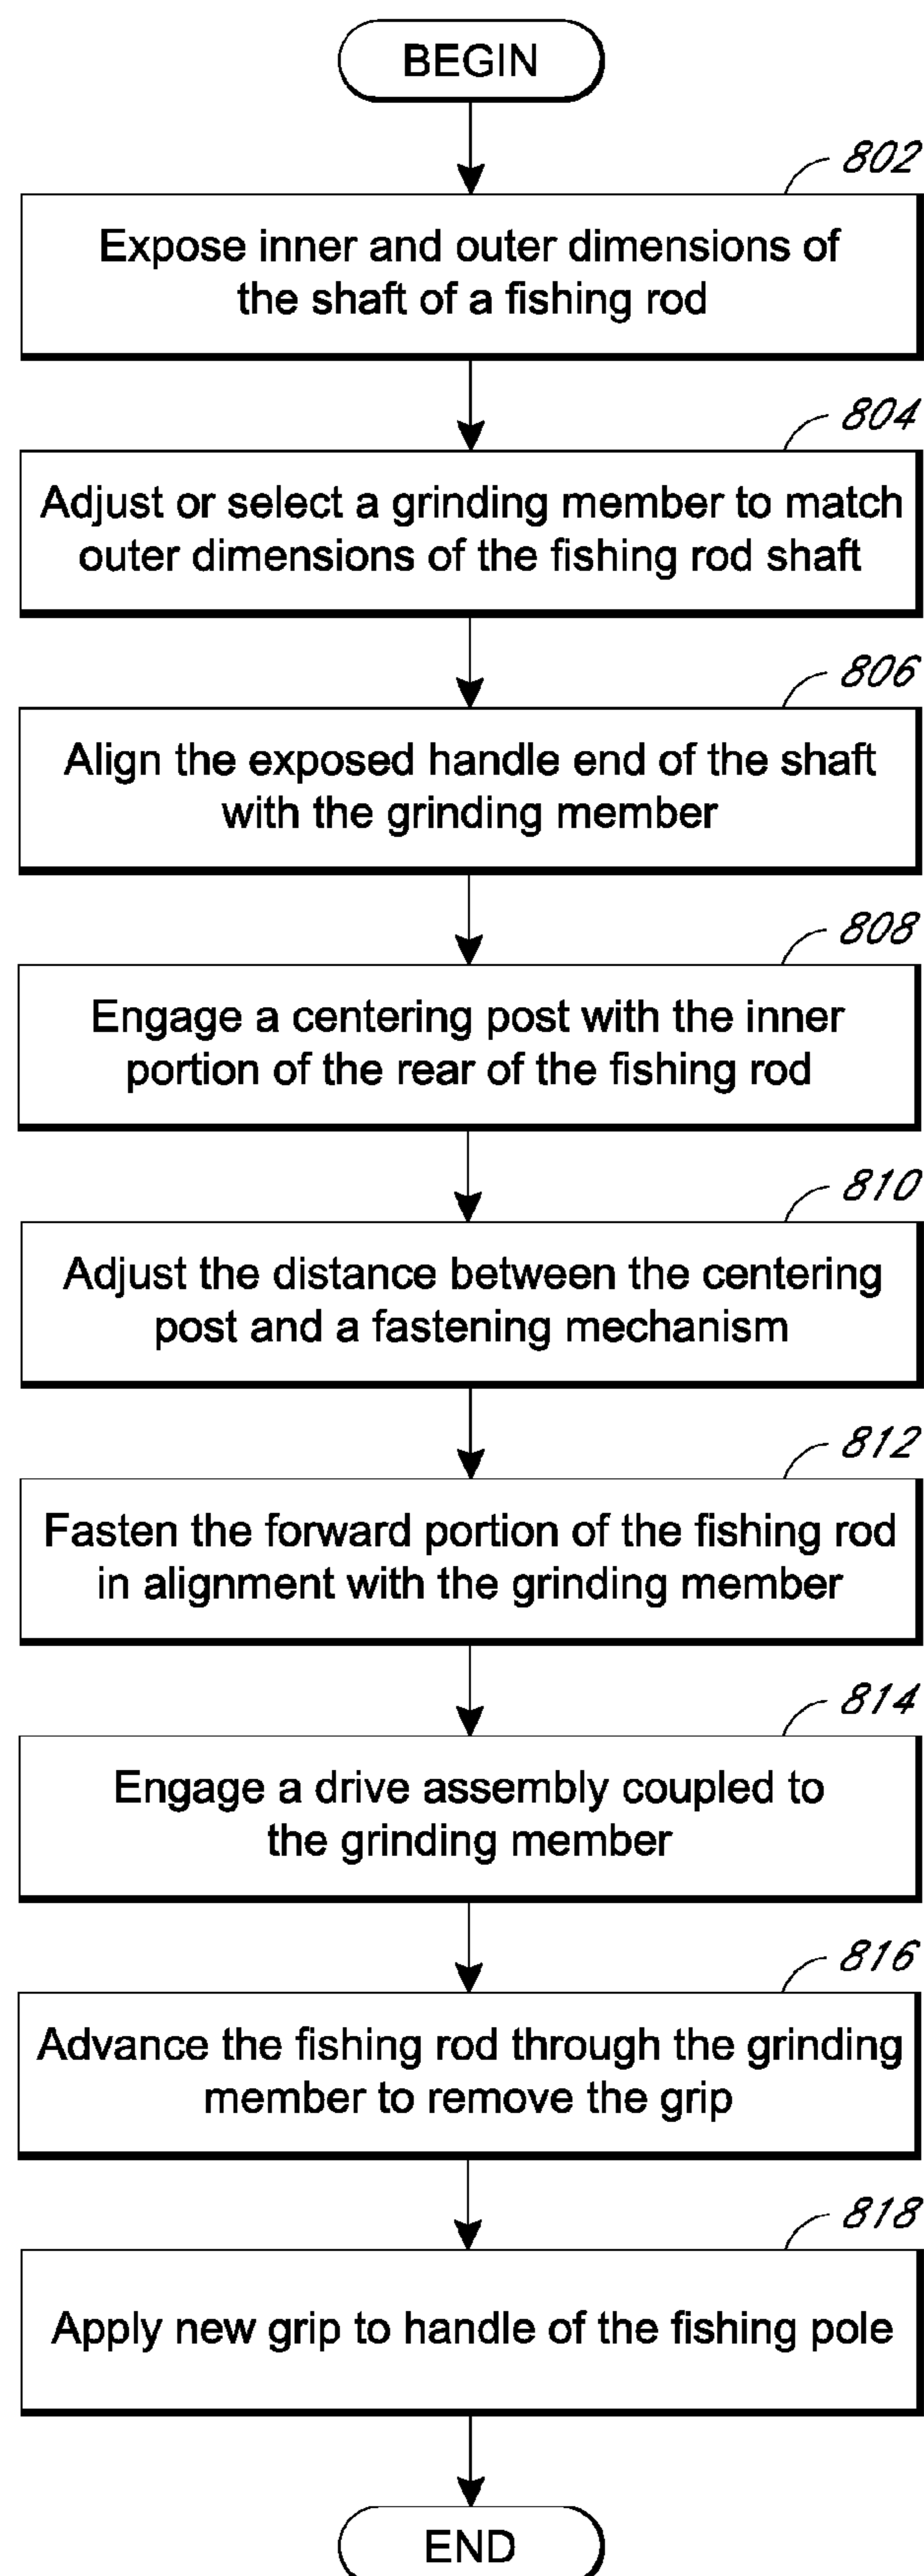 BEGIN
802
Expose inner and outer dimensions of
the shaft of a fishing rod
804
Adjust or select a grinding member to match
outer dimensions of the fishing rod shaft
806
Align the exposed handle end of the shaft
with the grinding member
808
Engage a centering post with the inner
portion of the rear of the fishing rod
810
Adjust the distance between the centering
post and a fastening mechanism
812
Fasten the forward portion of the fishing rod
in alignment with the grinding member
814
Engage a drive assembly coupled to
the grinding member
816
Advance the fishing rod through the grinding
member to remove the grip
818
Apply new grip to handle of the fishing pole
END